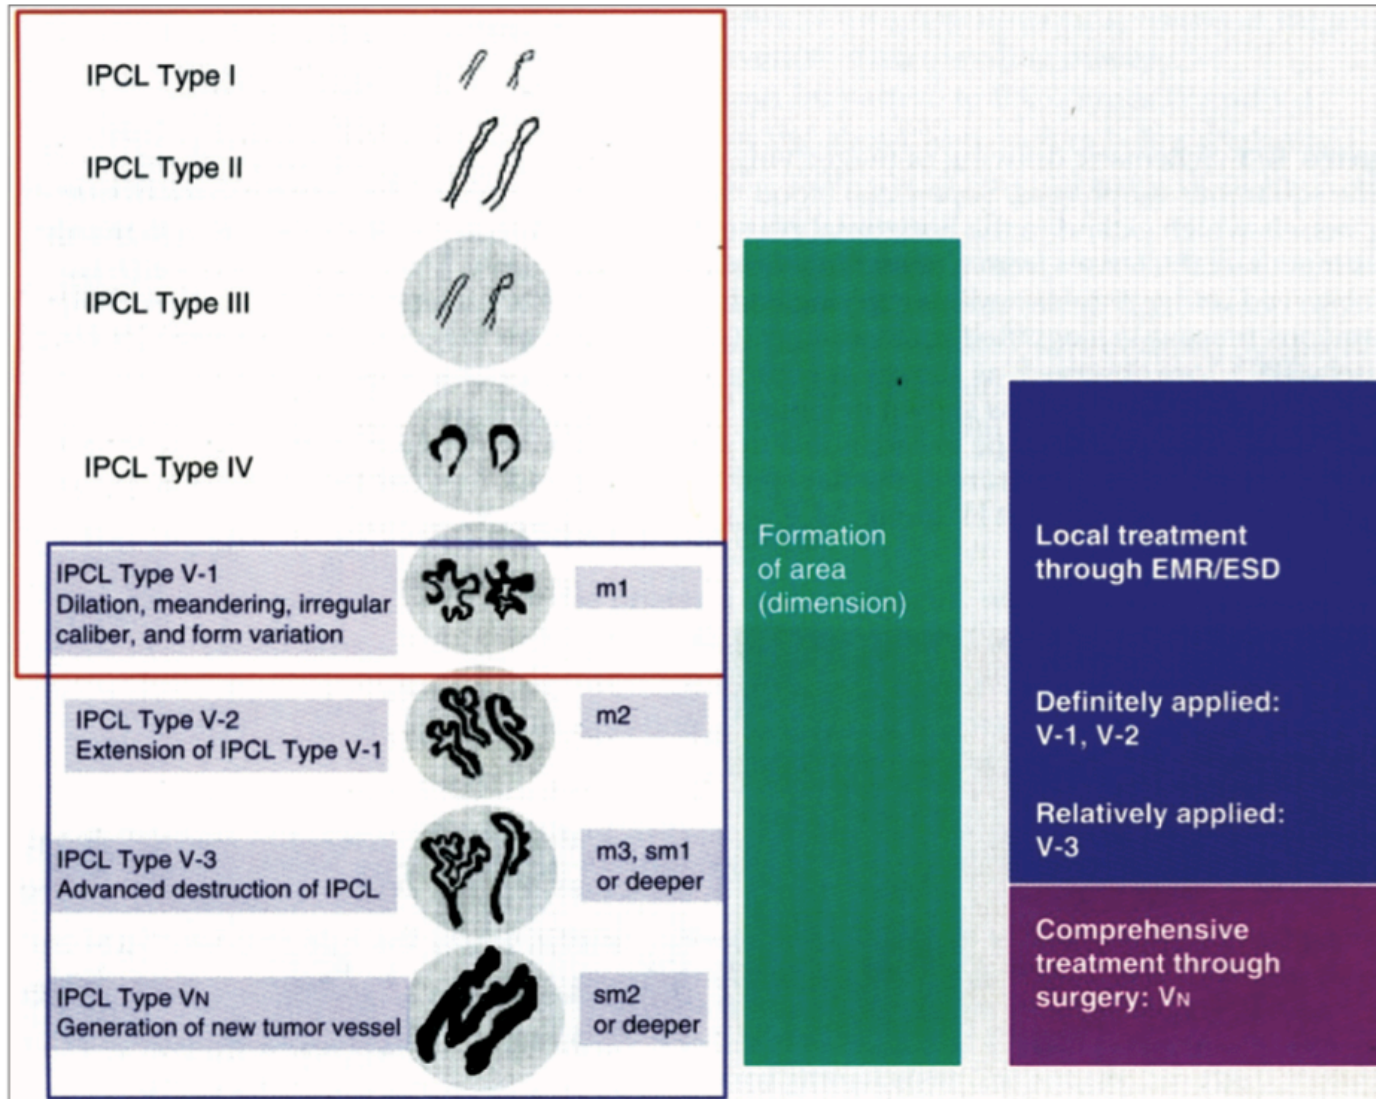 IPCL Type I
IPCL Type II
IPCL Type III
IPCL Type IV
IPCL Type V-1
Dilation, meandering, irregular
caliber, and form variation
m1
IPCL Type V-2
Extension of IPCL Type V-1
m2
IPCL Type V-3
Advanced destruction of IPCL
m3, sm1
or deeper
IPCL Type VN
Generation of new tumor vessel
sm2
or deeper
Formation
of area
(dimension)
Local treatment
through EMR/ESD
Definitely applied:
V-1, V-2
Relatively applied:
V-3
Comprehensive
treatment through
surgery: VN